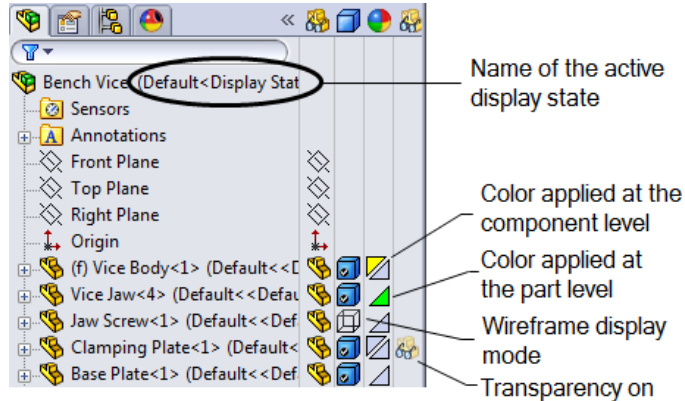 «
Bench Vice (Default<Display Stat
Name of the active
display state
Sensors
A Annotations
Front Plane
Top Plane
Right Plane
Origin
Color applied at the
component level
(f) Vice Body<1> (Default<<D
Color applied at
the part level
Vice Jaw<4> (Default<<Defau
Jaw Screw<1> (Default<<Def
Wireframe display
mode
Clamping Plate<1> (Default<
Base Plate<1> (Default<<Def
Transparency on